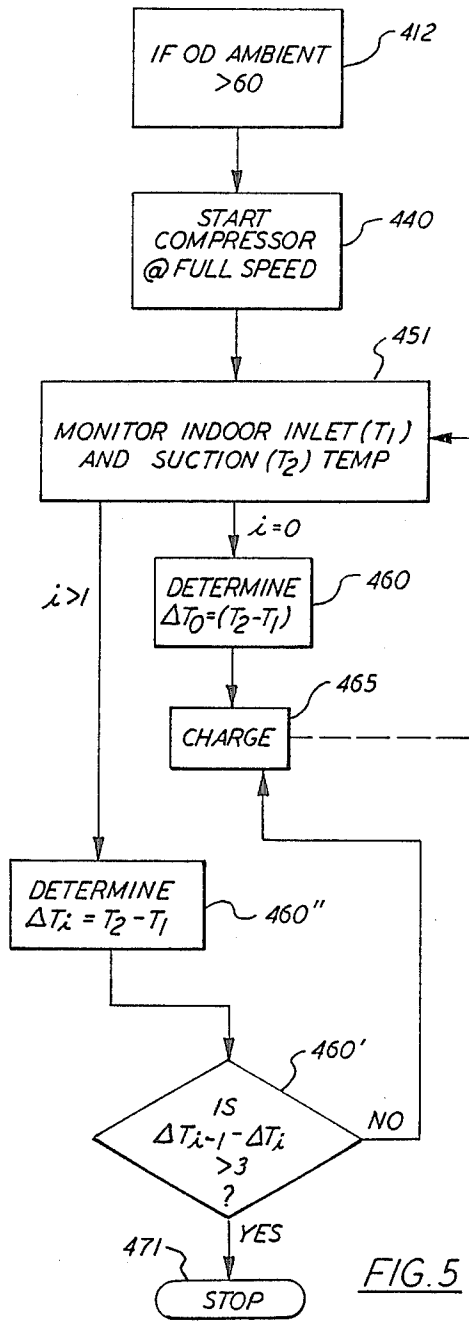 412
IF OD AMBIENT
>60
440
START
COMPRESSOR
@ FULL SPEED
451
MONITOR INDOOR INLET (T1)
AND SUCTION (T2) TEMP
i=0
i>1
460
DETERMINE
ΔT0=(T2-T1)
465
CHARGE
DETERMINE
ΔTi = T2-T1
460"
460'
IS
ΔTi-1-ΔTi
>3
?
NO
YES
471
STOP
FIG.5